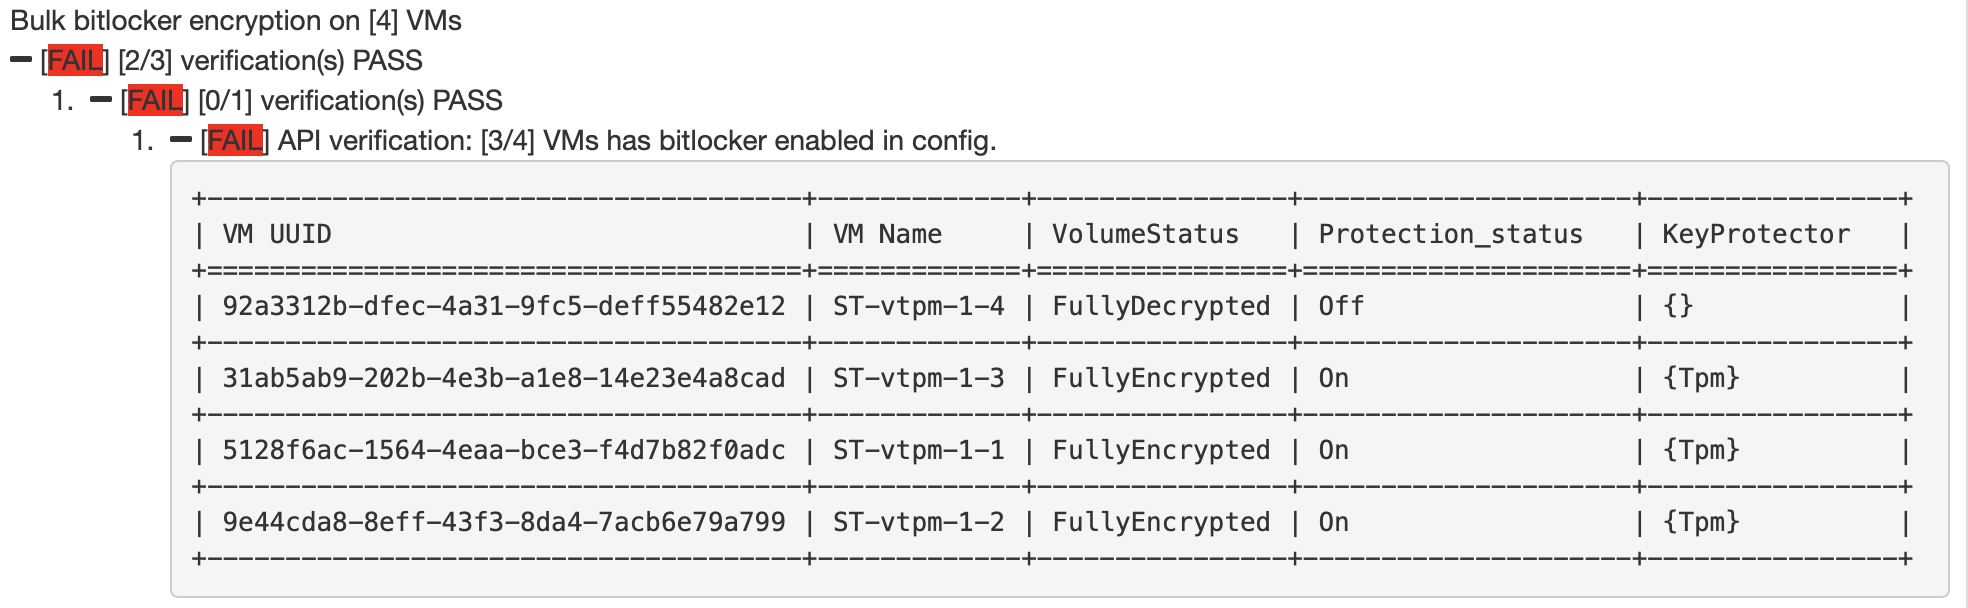 Bulk bitlocker encryption on [4] VMs
[FAIL] [2/3] verification(s) PASS
1. [FAIL] [0/1] verification(s) PASS
1. [FAIL] API verification: [3/4] VMs has bitlocker enabled in config.
+--------------------------------------+-------------+----------------+---------------------+----------------+
| VM UUID                              | VM Name     | VolumeStatus   | Protection_status   | KeyProtector   |
+======================================+=============+================+=====================+================+
| 92a3312b-dfec-4a31-9fc5-deff55482e12 | ST-vtpm-1-4 | FullyDecrypted | Off                 | {}             |
+--------------------------------------+-------------+----------------+---------------------+----------------+
| 31ab5ab9-202b-4e3b-a1e8-14e23e4a8cad | ST-vtpm-1-3 | FullyEncrypted | On                  | {Tpm}          |
+--------------------------------------+-------------+----------------+---------------------+----------------+
| 5128f6ac-1564-4eaa-bce3-f4d7b82f0adc | ST-vtpm-1-1 | FullyEncrypted | On                  | {Tpm}          |
+--------------------------------------+-------------+----------------+---------------------+----------------+
| 9e44cda8-8eff-43f3-8da4-7acb6e79a799 | ST-vtpm-1-2 | FullyEncrypted | On                  | {Tpm}          |
+--------------------------------------+-------------+----------------+---------------------+----------------+